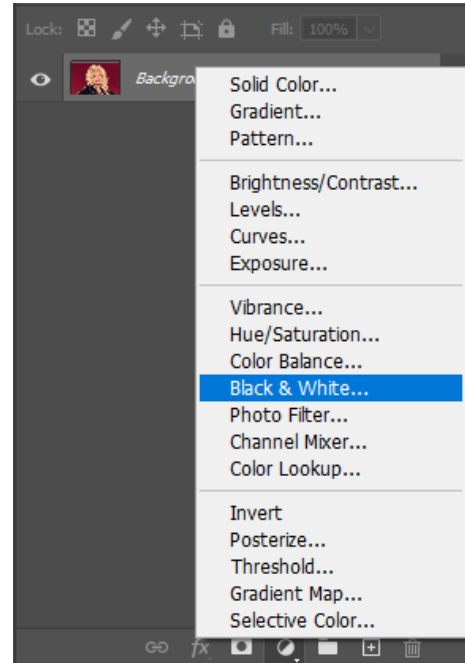 Lock: Fill: 100%
Solid Color...
Gradient...
Pattern...
Brightness/Contrast...
Levels...
Curves...
Exposure...
Vibrance...
Hue/Saturation...
Color Balance...
Black & White...
Photo Filter...
Channel Mixer...
Color Lookup...
Invert
Posterize...
Threshold...
Gradient Map...
Selective Color...
fx